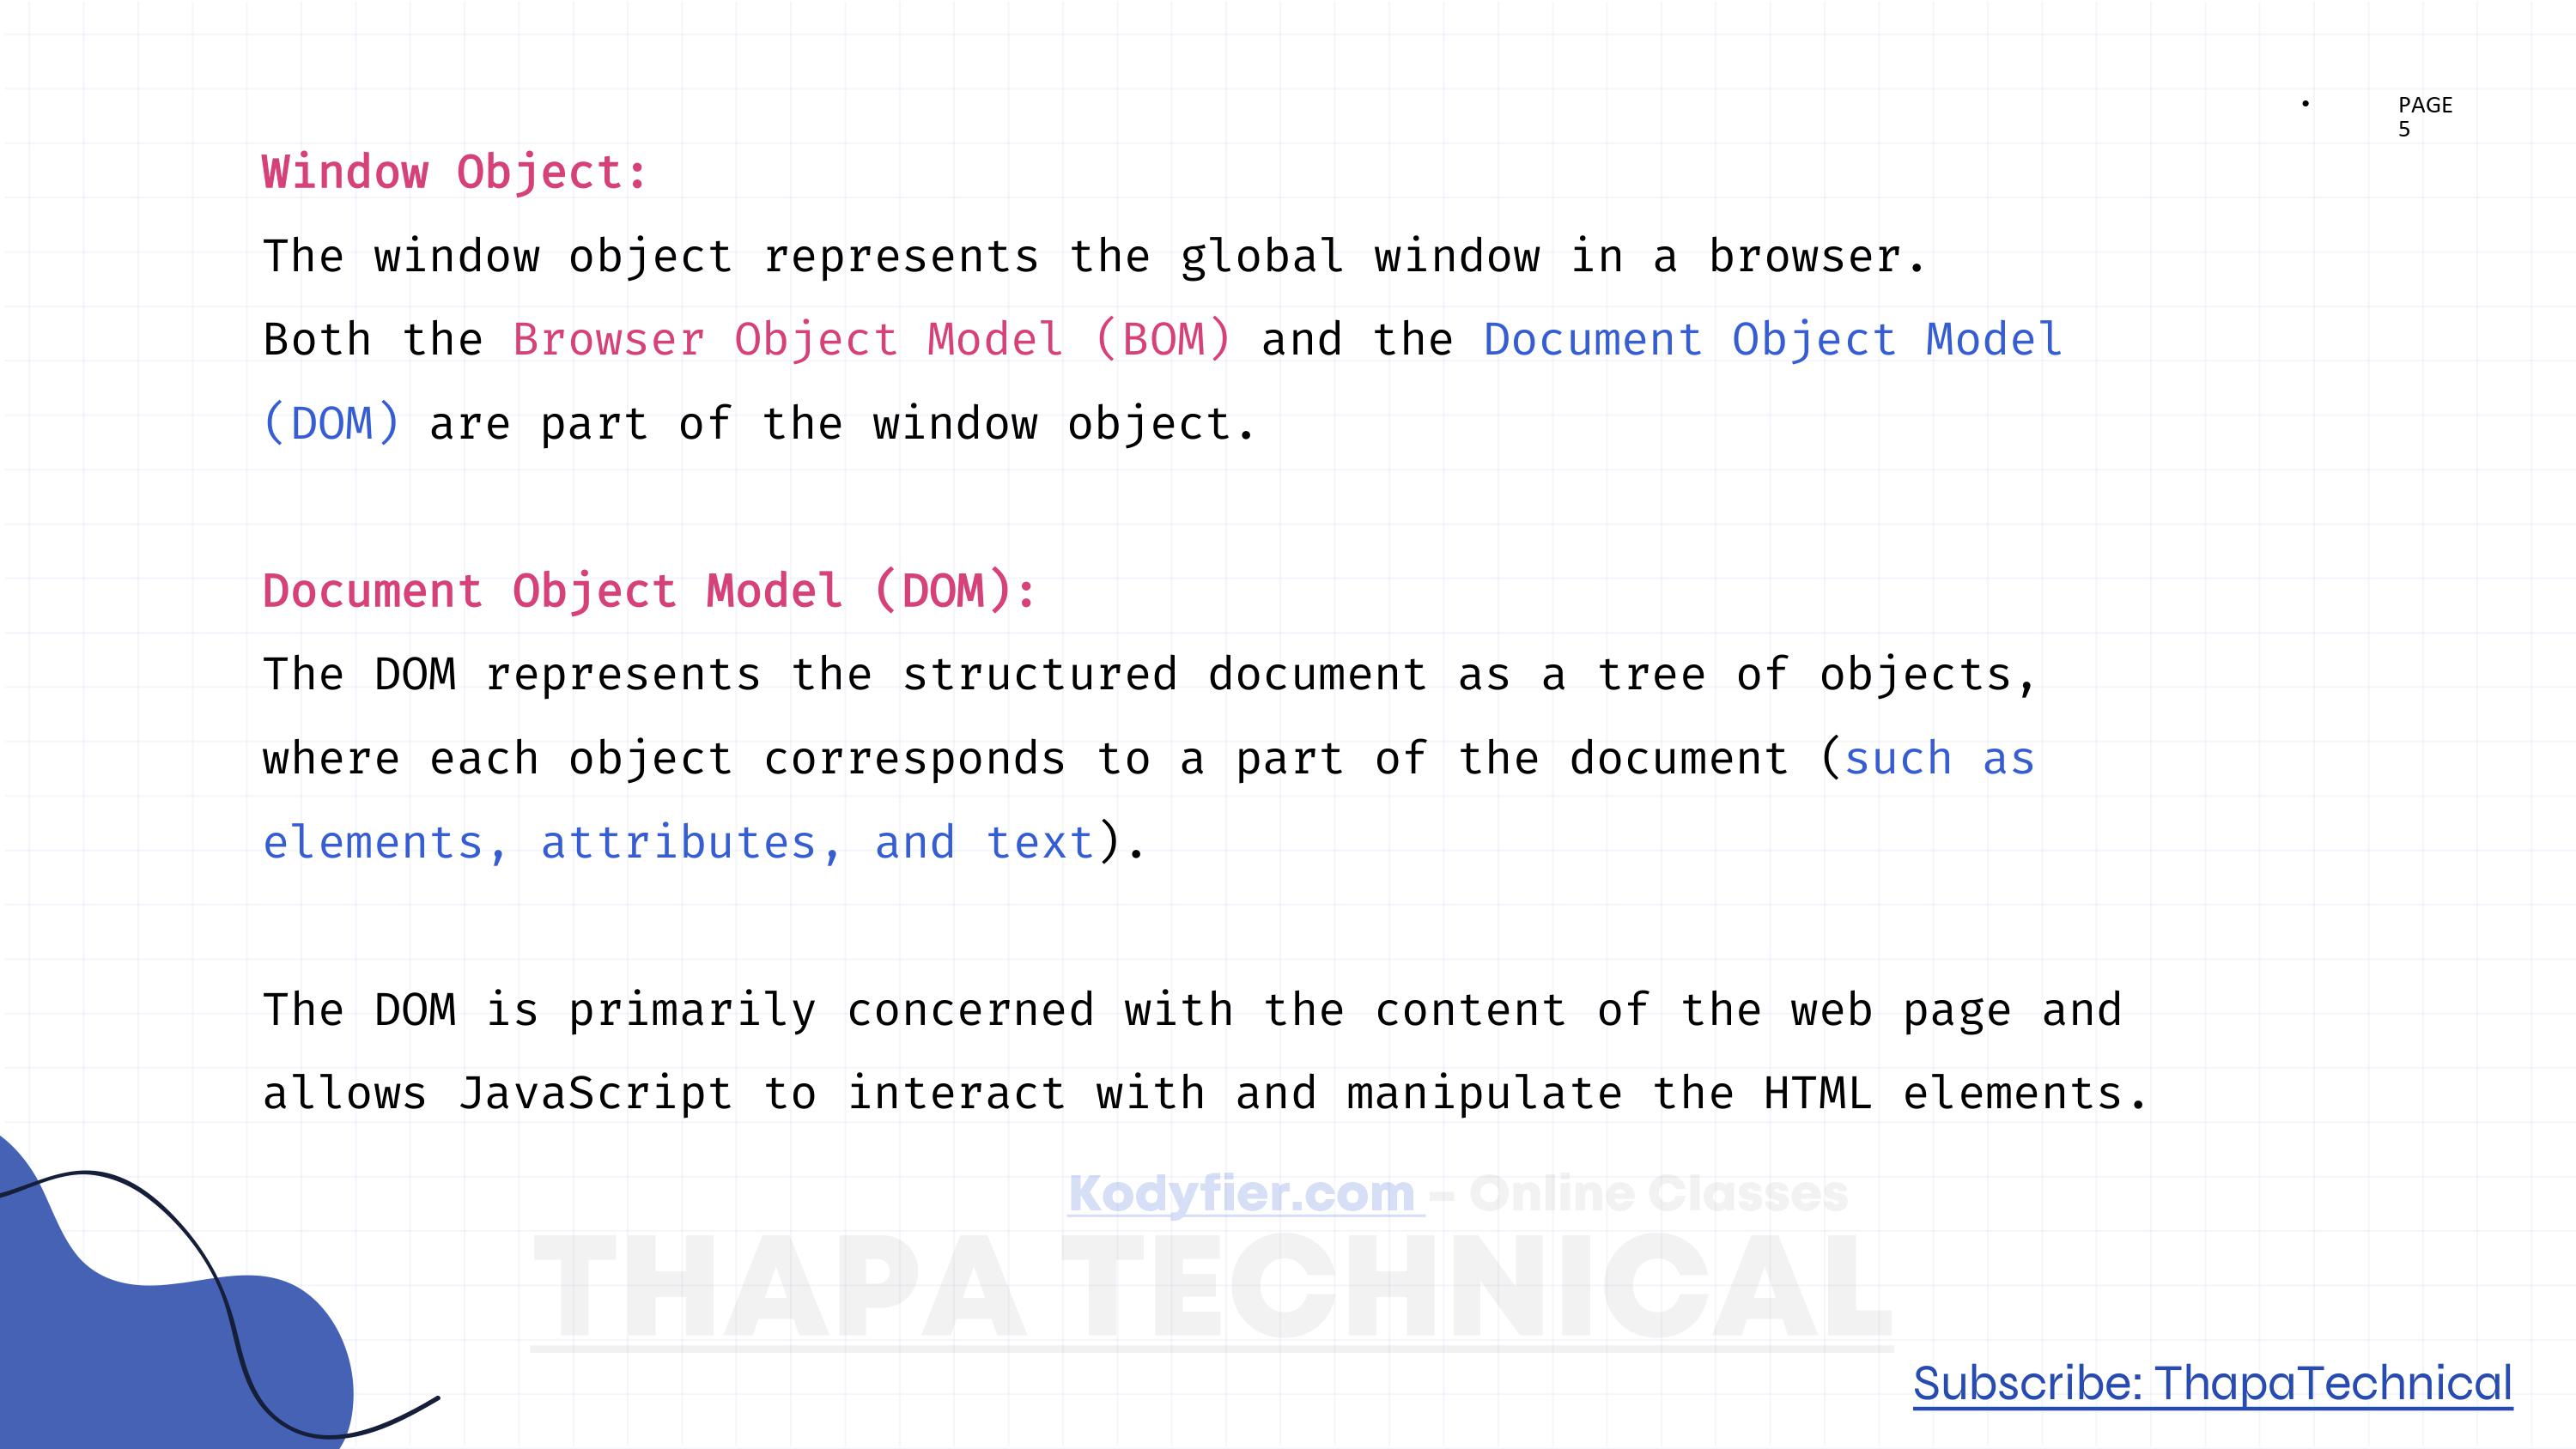 • PAGE
5
Window Object:
The window object represents the global window in a browser.
Both the Browser Object Model (BOM) and the Document Object Model
(DOM) are part of the window object.
Document Object Model (DOM):
The DOM represents the structured document as a tree of objects,
where each object corresponds to a part of the document (such as
elements, attributes, and text).
The DOM is primarily concerned with the content of the web page and
allows JavaScript to interact with and manipulate the HTML elements.
Kodyfier.com – Online Classes
THAPA TECHNICAL
Subscribe: ThapaTechnical